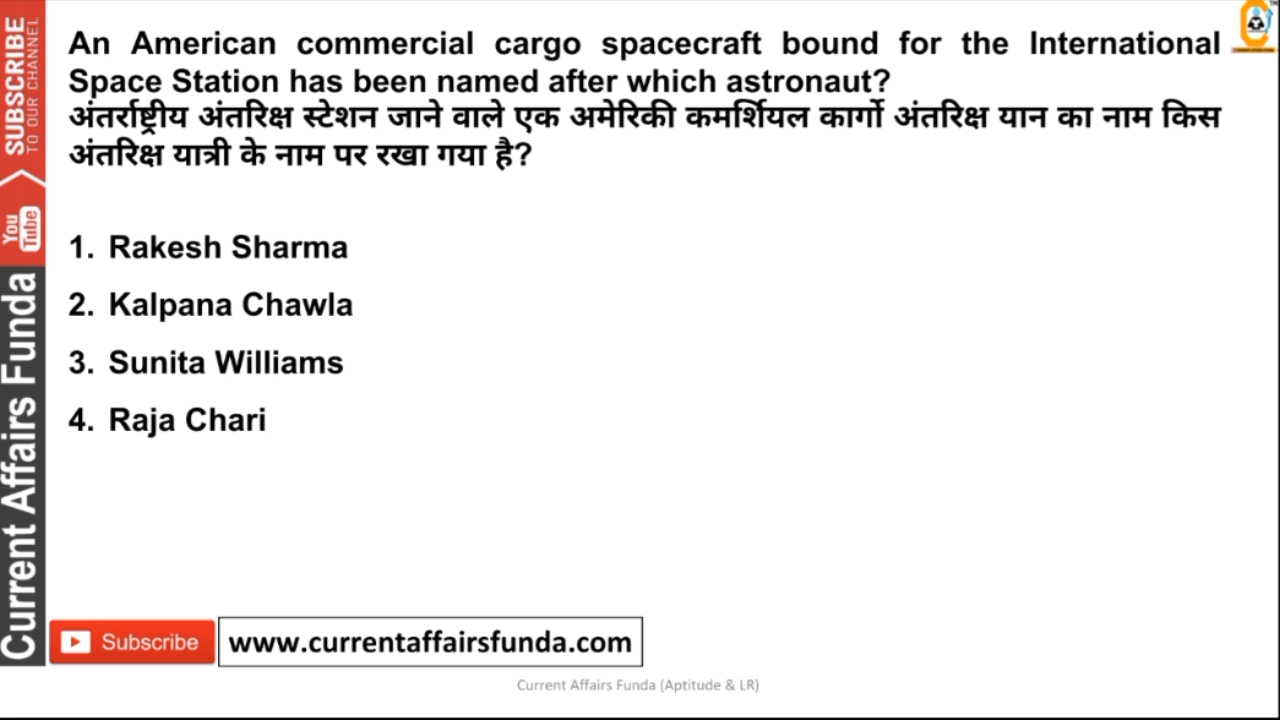 An American commercial cargo spacecraft bound for the International
Space Station has been named after which astronaut?
अंतर्राष्ट्रीय अंतरिक्ष स्टेशन जाने वाले एक अमेरिकी कमर्शियल कार्गो अंतरिक्ष यान का नाम किस
अंतरिक्ष यात्री के नाम पर रखा गया है?
1. Rakesh Sharma
2. Kalpana Chawla
3. Sunita Williams
4. Raja Chari
SUBSCRIBE
TO OUR CHANNEL
You
Tube
Current Affairs Funda
Subscribe
www.currentaffairsfunda.com
Current Affairs Funda (Aptitude & LR)